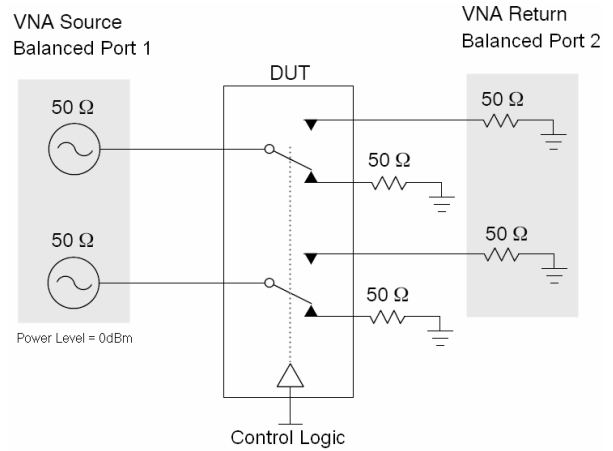 VNA Source
Balanced Port 1
VNA Return
Balanced Port 2
DUT
50 Ω
50 Ω
50 Ω
50 Ω
50 Ω
50 Ω
Power Level = 0dBm
Control Logic